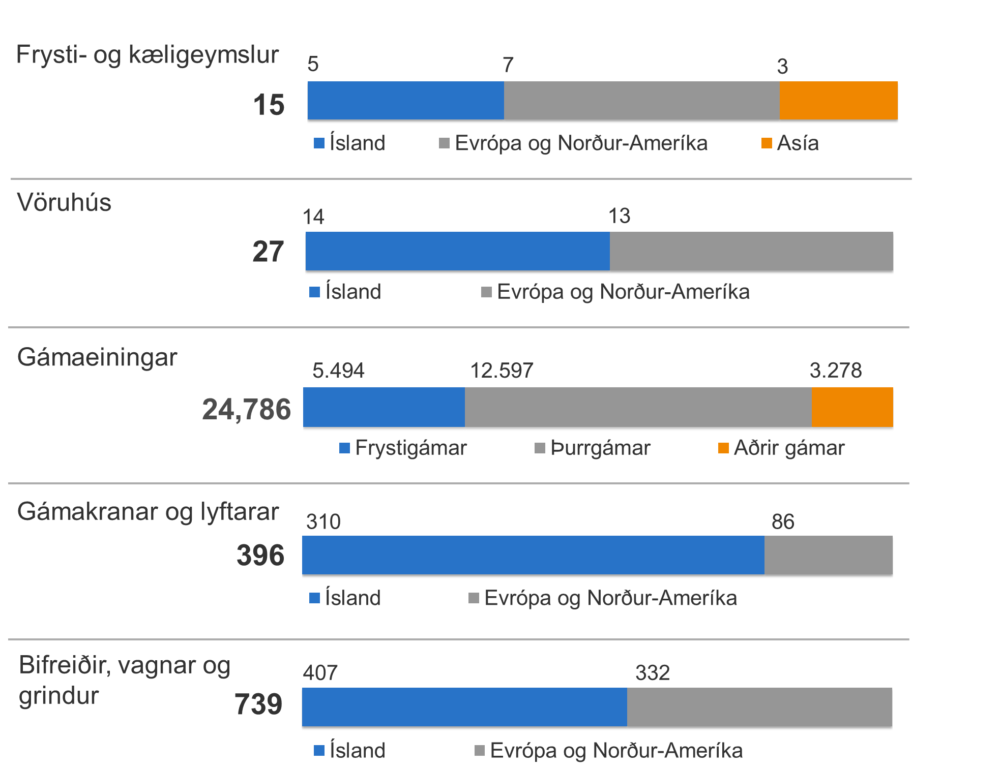 Frysti- og kæligeymslur
15
5 7 3
Ísland Evrópa og Norður-Ameríka Asía
Vöruhús
27
14 13
Ísland Evrópa og Norður-Ameríka
Gámaeiningar
24,786
5.494 12.597 3.278
Frystigámar Þurrgámar Aðrir gámar
Gámakranar og lyftarar
396
310 86
Ísland Evrópa og Norður-Ameríka
Bifreiðir, vagnar og
grindur
739
407 332
Ísland Evrópa og Norður-Ameríka